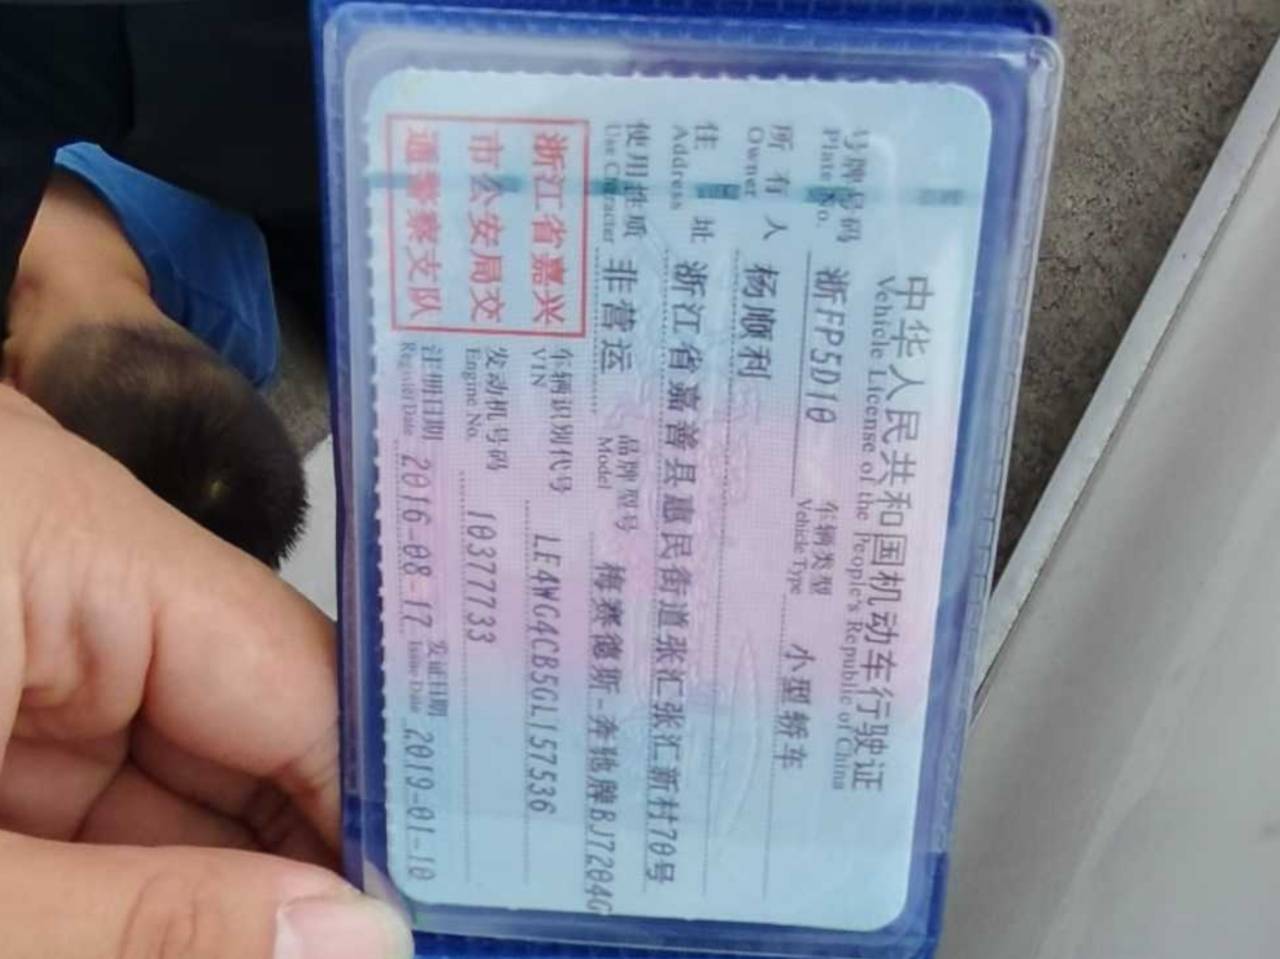 中华人民共和国机动车行驶证
Vehicle License of the People's Republic of China
号牌号码 浙FP5D10 车辆类型 小型轿车
Plate No. Vehicle Type
所有人 杨顺利
Owner
住址 浙江省嘉善县惠民街道张汇张汇新村70号
Address
使用性质 非营运 品牌型号 梅赛德斯-奔驰牌BJ7204G
Use Character Model
浙江省嘉兴
市公安局交
通警察支队
车辆识别代号 LE4WG4CB5GL157536
VIN
发动机号码 10377733
Engine No.
注册日期 2016-08-17 发证日期 2019-01-10
Register Date Issue Date